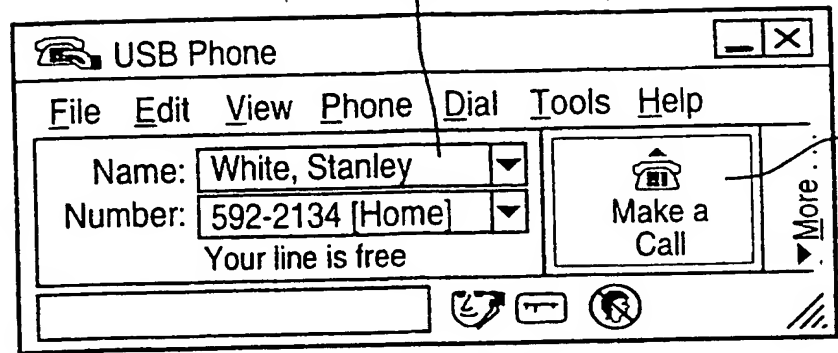 USB Phone
File Edit View Phone Dial Tools Help
Name: White, Stanley
Number: 592-2134 [Home]
Your line is free
Make a
Call
More...